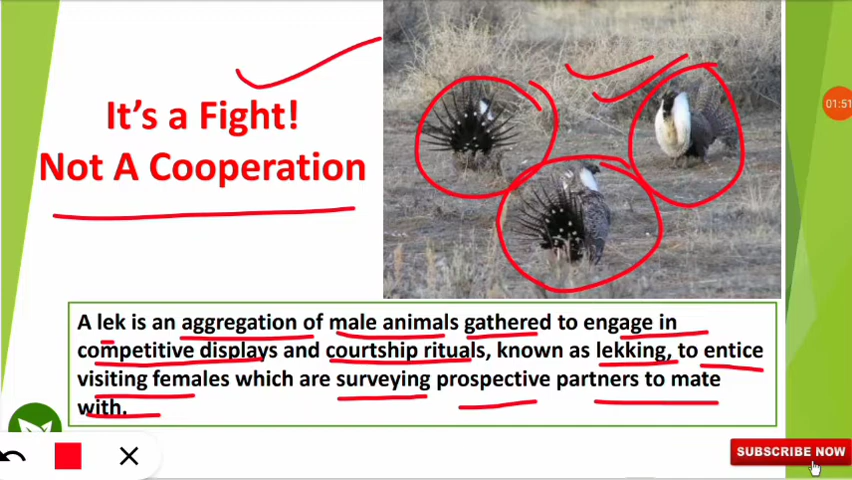 It's a Fight!
Not A Cooperation
01:51
A lek is an aggregation of male animals gathered to engage in
competitive displays and courtship rituals, known as lekking, to entice
visiting females which are surveying prospective partners to mate
with.
SUBSCRIBE NOW